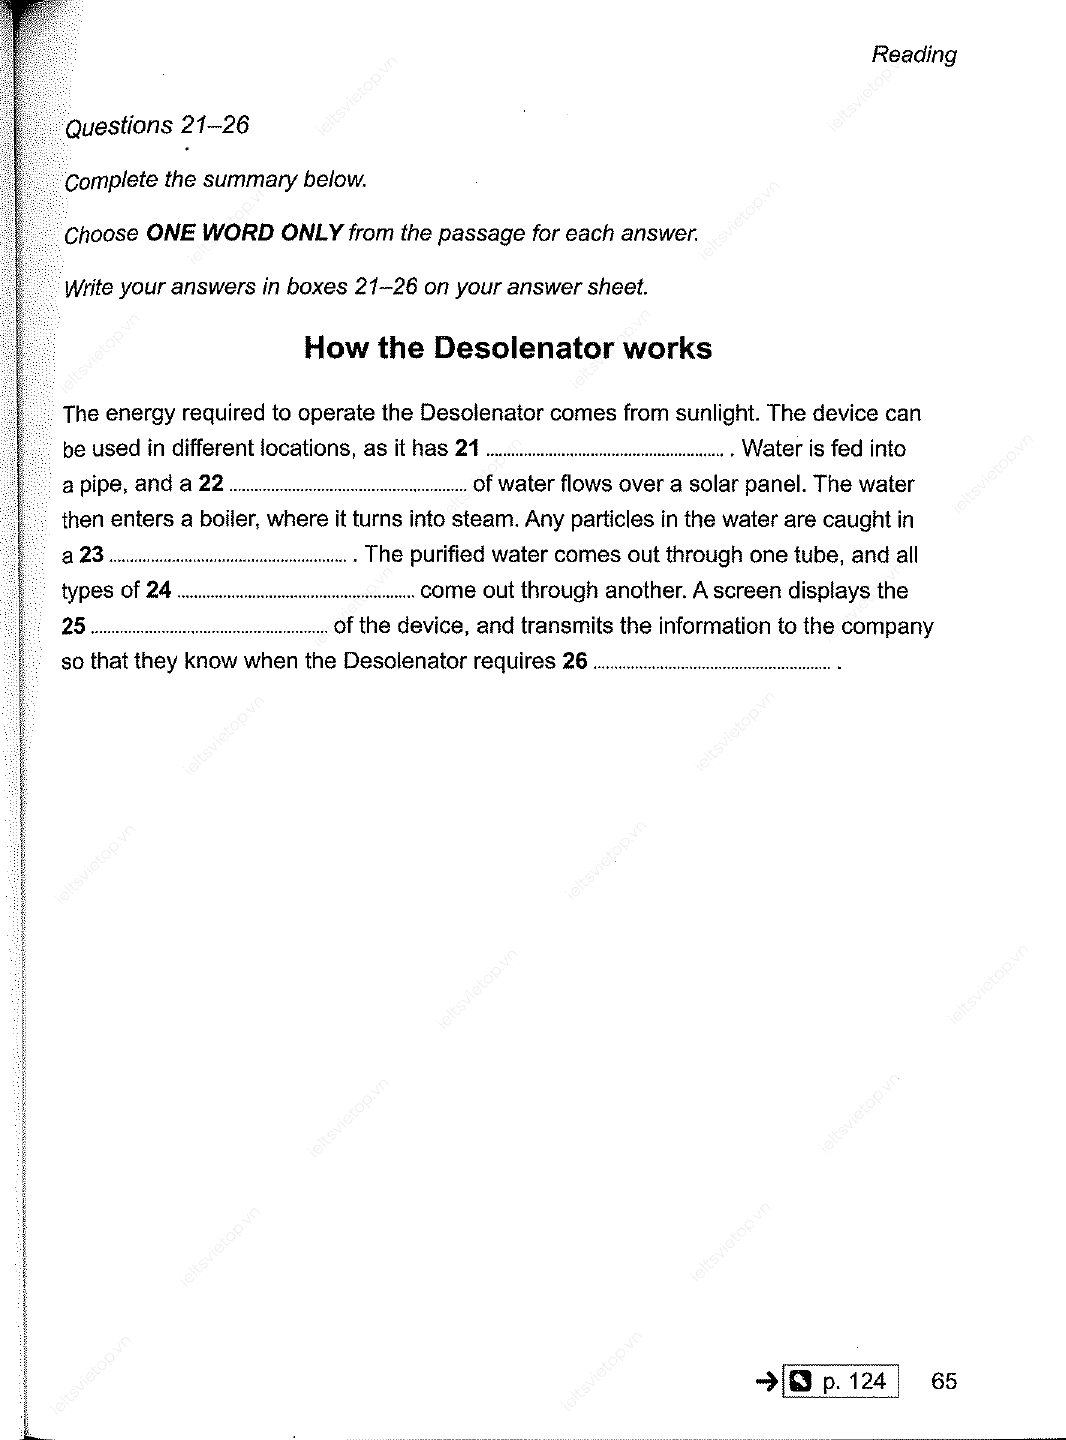 Reading
Questions 21–26
Complete the summary below.
Choose ONE WORD ONLY from the passage for each answer.
Write your answers in boxes 21–26 on your answer sheet.
How the Desolenator works
The energy required to operate the Desolenator comes from sunlight. The device can
be used in different locations, as it has 21 ........................................ . Water is fed into
a pipe, and a 22 ........................................ of water flows over a solar panel. The water
then enters a boiler, where it turns into steam. Any particles in the water are caught in
a 23 ........................................ . The purified water comes out through one tube, and all
types of 24 ........................................ come out through another. A screen displays the
25 ........................................ of the device, and transmits the information to the company
so that they know when the Desolenator requires 26 ........................................ .
→ p. 124 65
ieltsvietop.vn